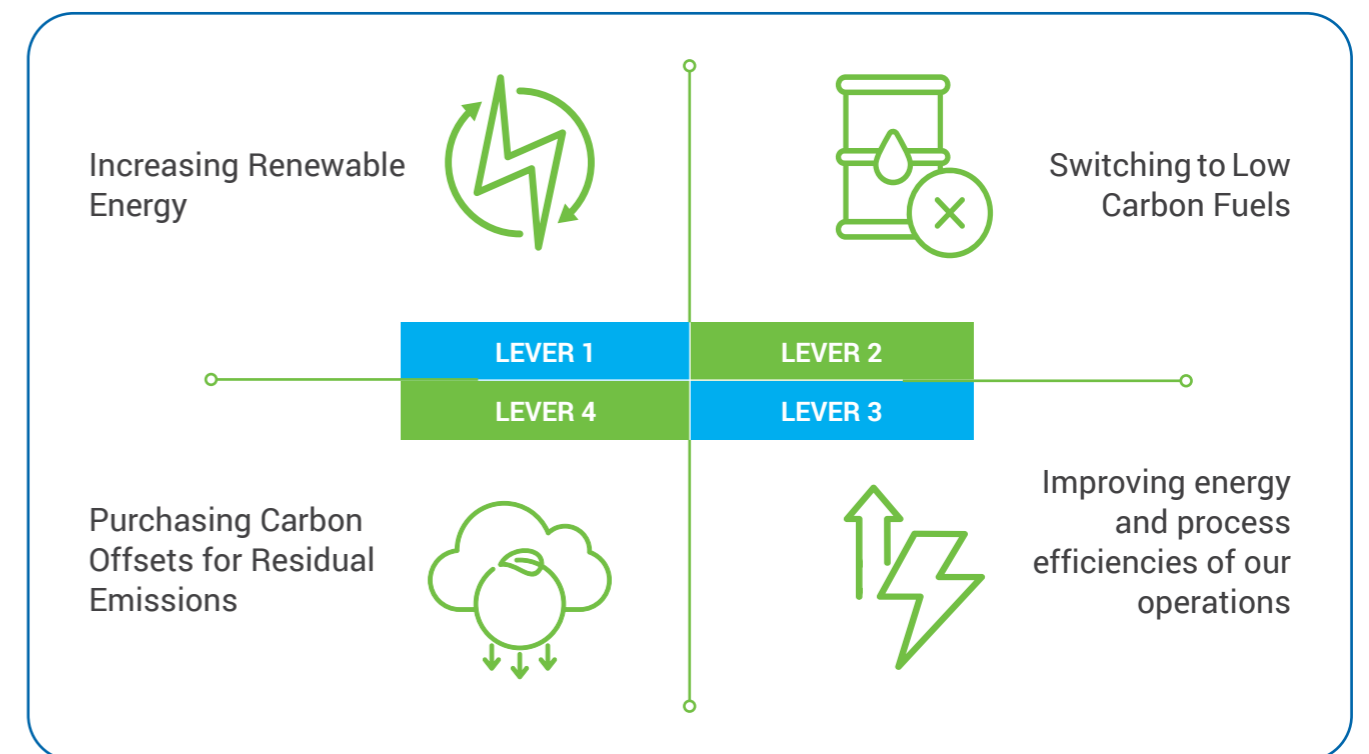 Increasing Renewable
Energy
Switching to Low
Carbon Fuels
LEVER 1
LEVER 2
LEVER 4
LEVER 3
Purchasing Carbon
Offsets for Residual
Emissions
Improving energy
and process
efficiencies of our
operations